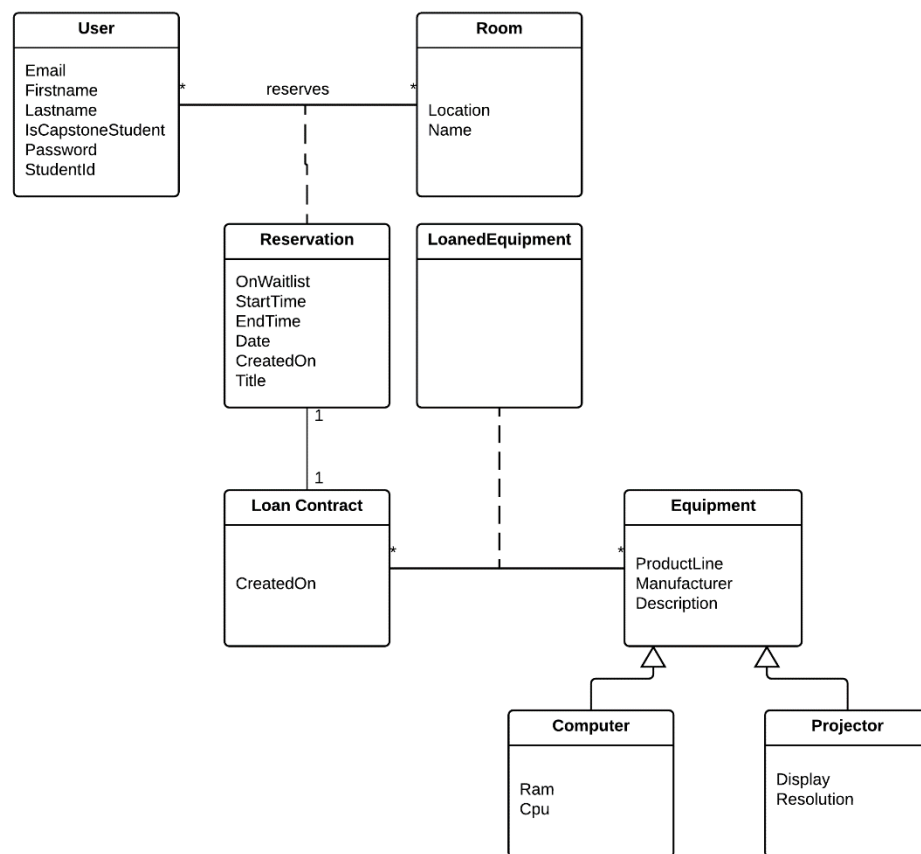 User
Email
Firstname
Lastname
IsCapstoneStudent
Password
StudentId
*
reserves
*
Room
Location
Name
Reservation
OnWaitlist
StartTime
EndTime
Date
CreatedOn
Title
LoanedEquipment
1
1
Loan Contract
CreatedOn
*
*
Equipment
ProductLine
Manufacturer
Description
Computer
Ram
Cpu
Projector
Display
Resolution